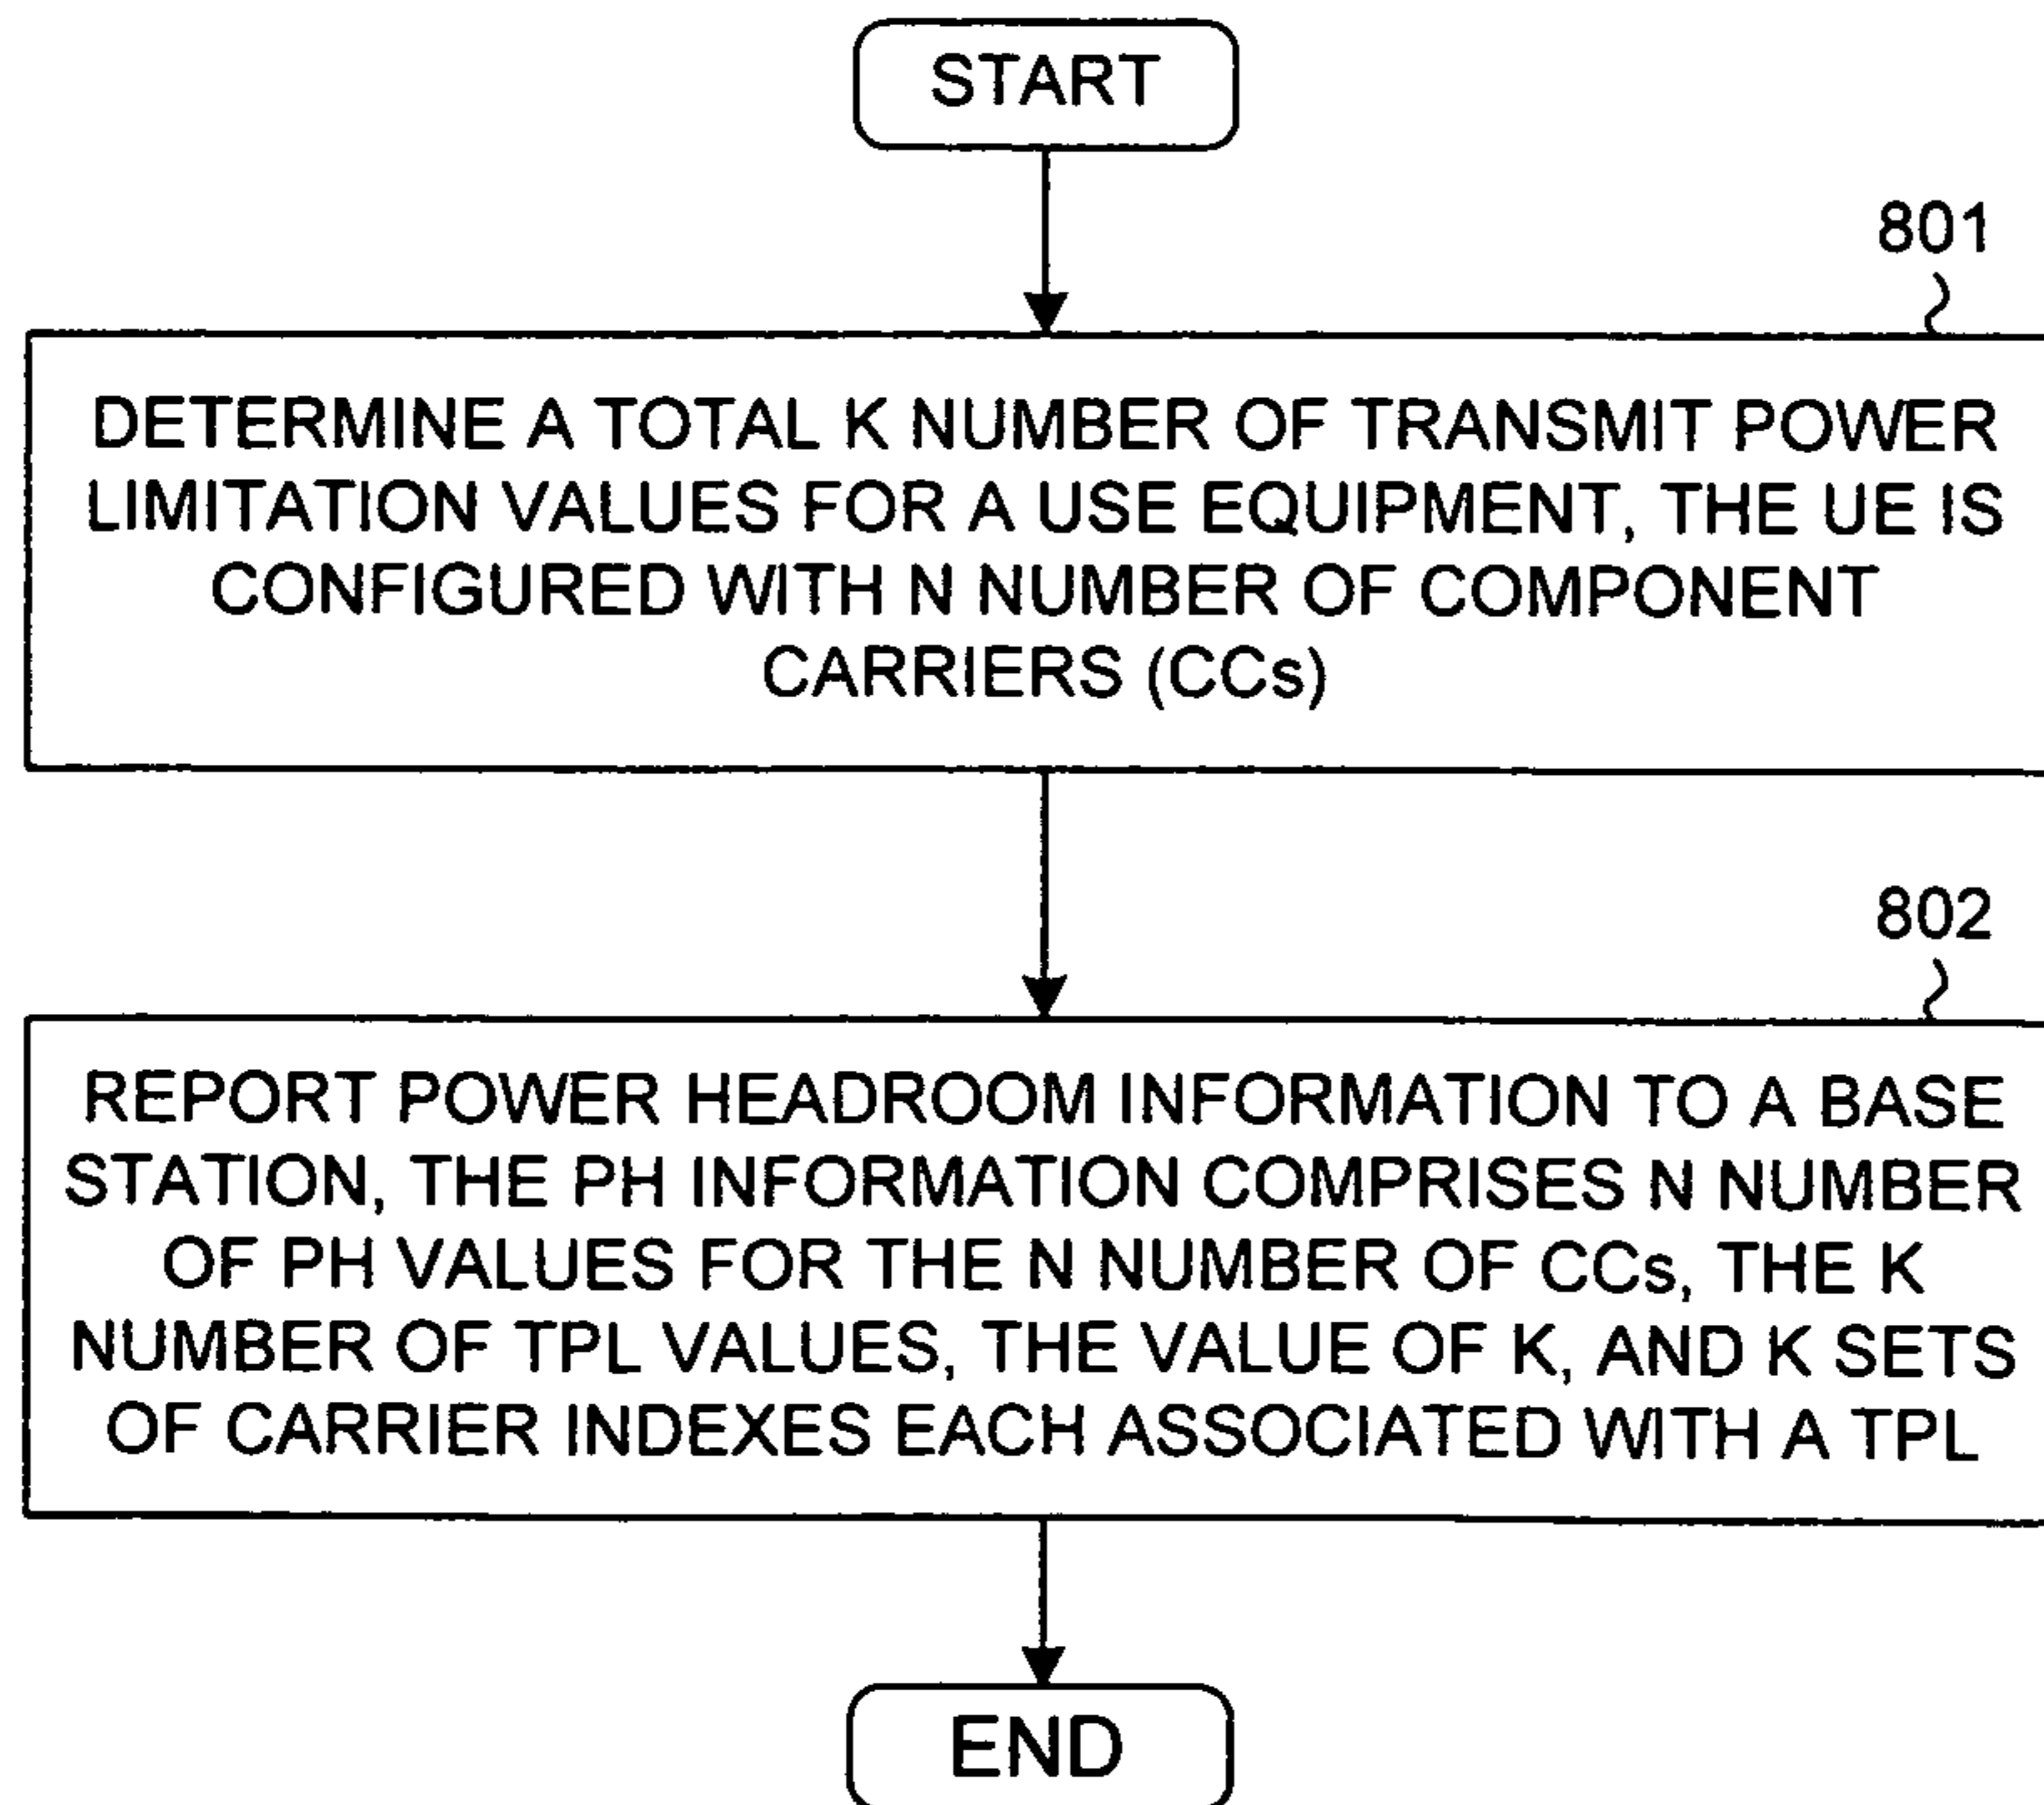 START
801
DETERMINE A TOTAL K NUMBER OF TRANSMIT POWER
LIMITATION VALUES FOR A USE EQUIPMENT, THE UE IS
CONFIGURED WITH N NUMBER OF COMPONENT
CARRIERS (CCs)
802
REPORT POWER HEADROOM INFORMATION TO A BASE
STATION, THE PH INFORMATION COMPRISES N NUMBER
OF PH VALUES FOR THE N NUMBER OF CCs, THE K
NUMBER OF TPL VALUES, THE VALUE OF K, AND K SETS
OF CARRIER INDEXES EACH ASSOCIATED WITH A TPL
END